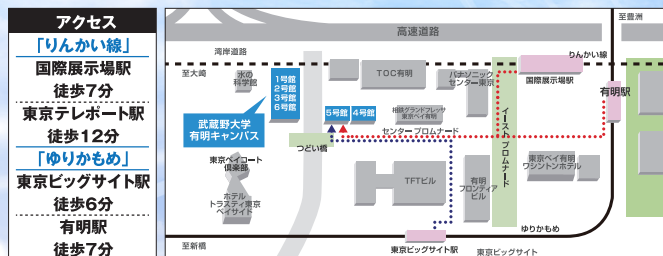 アクセス
「りんかい線」
国際展示場駅
徒歩7分
東京テレポート駅
徒歩12分
「ゆりかもめ」
東京ビッグサイト駅
徒歩6分
有明駅
徒歩7分
至豊洲
高速道路
湾岸道路
りんかい線
至大崎
水の
科学館
1号館
2号館
3号館
6号館
TOC有明
パナソニック
センター東京
国際展示場駅
有明駅
武蔵野大学
有明キャンパス
5号館
4号館
相鉄グランドフレッサ
東京ベイ有明
センタープロムナード
イーストプロムナード
つどい橋
東京ベイコート
倶楽部
TFTビル
有明
フロンティア
ビル
東京ベイ有明
ワシントンホテル
ホテル
トラスティ東京
ベイサイド
ゆりかもめ
至新橋
東京ビッグサイト駅
東京ビッグサイト